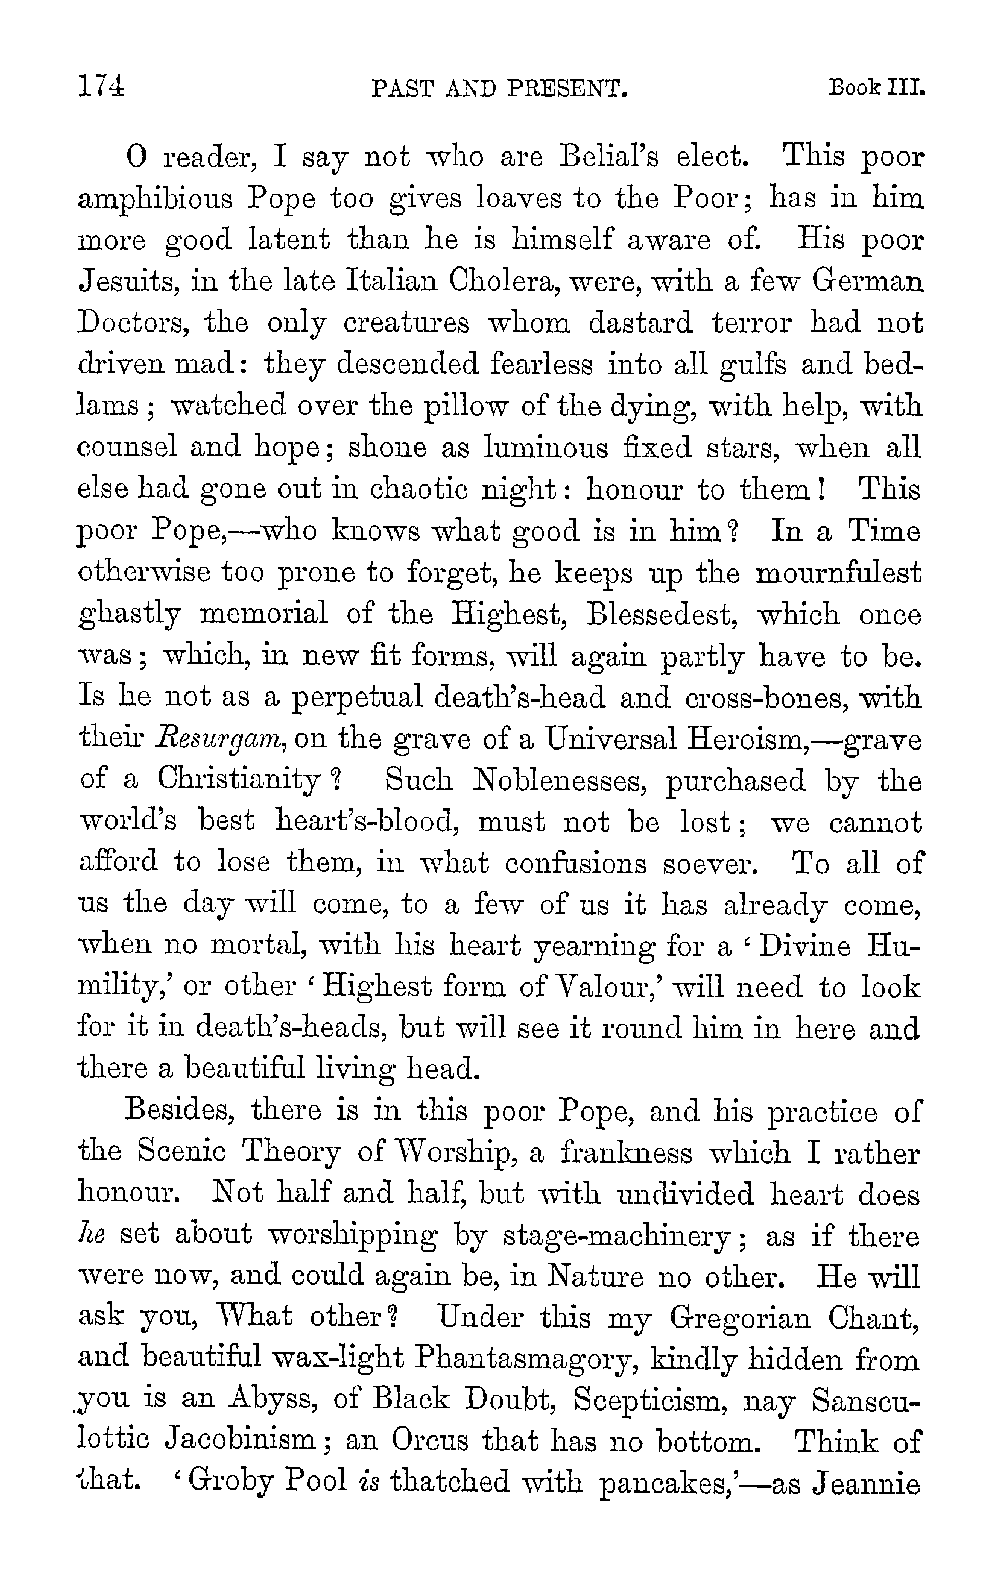 174 PAST AND PRESENT. Book III.
O reader, I say not who are Belial's elect. This poor
amphibious Pope too gives loaves to the Poor; has in him
more good latent than he is himself aware of. His poor
Jesuits, in the late Italian Cholera, were, with a few German
Doctors, the only creatures whom dastard terror had not
driven mad: they descended fearless into all gulfs and bed-
lams; watched over the pillow of the dying, with help, with
counsel and hope; shone as luminous fixed stars, when all
else had gone out in chaotic night: honour to them! This
poor Pope,—who knows what good is in him? In a Time
otherwise too prone to forget, he keeps up the mournfulest
ghastly memorial of the Highest, Blessedest, which once
was; which, in new fit forms, will again partly have to be.
Is he not as a perpetual death's-head and cross-bones, with
their Resurgam, on the grave of a Universal Heroism,—grave
of a Christianity? Such Noblenesses, purchased by the
world's best heart's-blood, must not be lost; we cannot
afford to lose them, in what confusions soever. To all of
us the day will come, to a few of us it has already come,
when no mortal, with his heart yearning for a 'Divine Hu-
mility,' or other 'Highest form of Valour,' will need to look
for it in death's-heads, but will see it round him in here and
there a beautiful living head.
Besides, there is in this poor Pope, and his practice of
the Scenic Theory of Worship, a frankness which I rather
honour. Not half and half, but with undivided heart does
he set about worshipping by stage-machinery; as if there
were now, and could again be, in Nature no other. He will
ask you, What other? Under this my Gregorian Chant,
and beautiful wax-light Phantasmagory, kindly hidden from
you is an Abyss, of Black Doubt, Scepticism, nay Sanscu-
lottic Jacobinism; an Orcus that has no bottom. Think of
that. 'Groby Pool is thatched with pancakes,'—as Jeannie